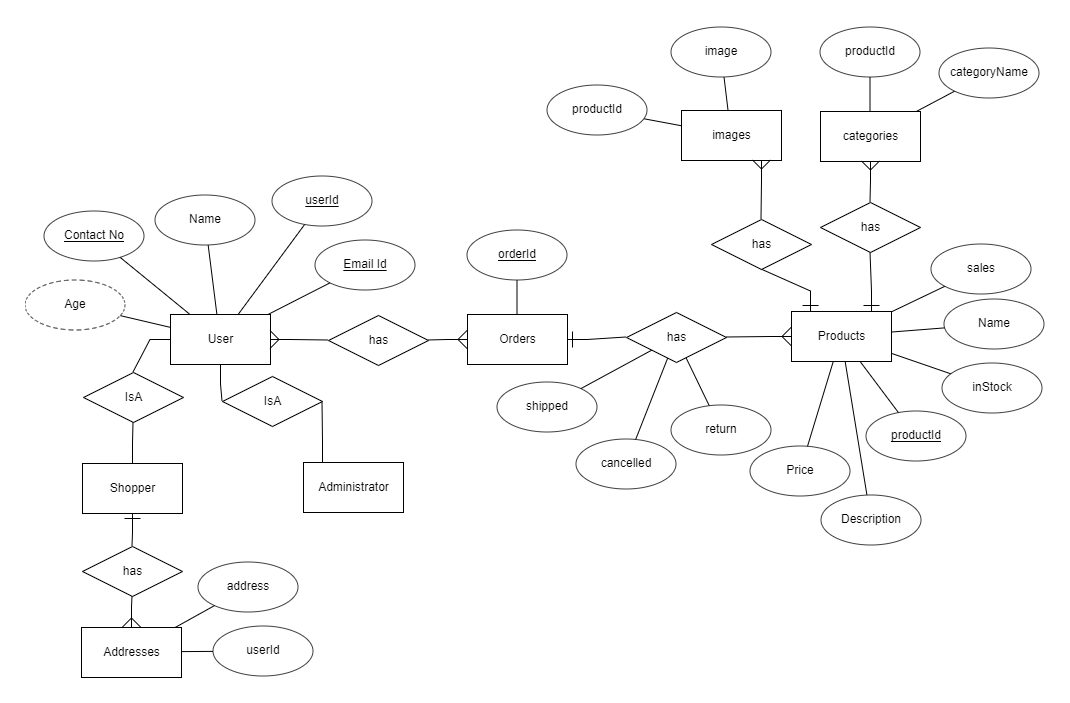 image
productId
productId
categoryName
images
categories
userId
Name
Contact No
has
has
Email Id
orderId
sales
Age
Name
User
has
Orders
has
Products
inStock
IsA
IsA
shipped
return
productId
cancelled
Price
Shopper
Administrator
Description
has
address
Addresses
userId